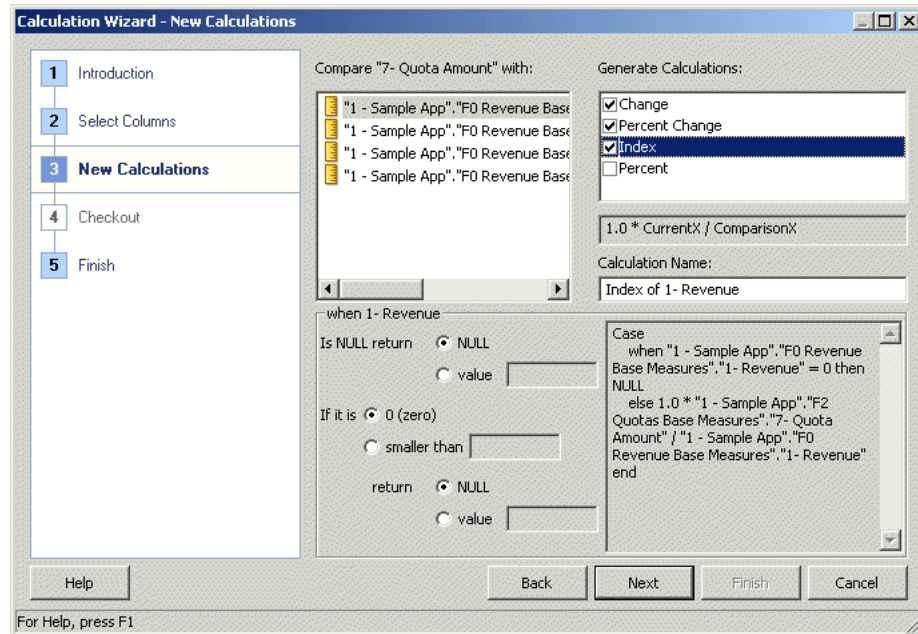 Calculation Wizard - New Calculations
1 Introduction
2 Select Columns
3 New Calculations
4 Checkout
5 Finish
Compare "7- Quota Amount" with:
"1 - Sample App"."F0 Revenue Base
"1 - Sample App"."F0 Revenue Base
"1 - Sample App"."F0 Revenue Base
"1 - Sample App"."F0 Revenue Base
Generate Calculations:
Change
Percent Change
Index
Percent
1.0 * CurrentX / ComparisonX
Calculation Name:
Index of 1- Revenue
when 1- Revenue
Is NULL return NULL
value
If it is 0 (zero)
smaller than
return NULL
value
Case
when "1 - Sample App"."F0 Revenue
Base Measures"."1- Revenue" = 0 then
NULL
else 1.0 * "1 - Sample App"."F2
Quotas Base Measures"."7- Quota
Amount" / "1 - Sample App"."F0
Revenue Base Measures"."1- Revenue"
end
Help Back Next Finish Cancel
For Help, press F1